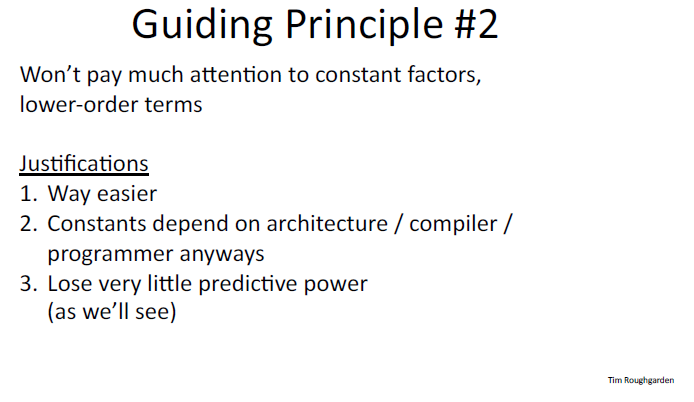 Guiding Principle #2
Won’t pay much attention to constant factors,
lower-order terms
Justifications
1. Way easier
2. Constants depend on architecture / compiler /
programmer anyways
3. Lose very little predictive power
(as we’ll see)
Tim Roughgarden